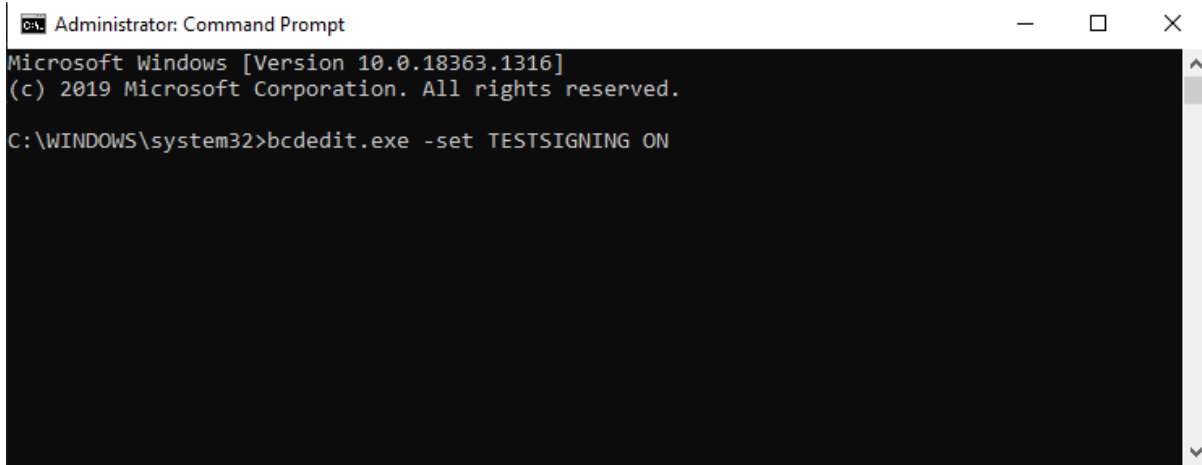 Administrator: Command Prompt
Microsoft Windows [Version 10.0.18363.1316]
(c) 2019 Microsoft Corporation. All rights reserved.
C:\WINDOWS\system32>bcdedit.exe -set TESTSIGNING ON